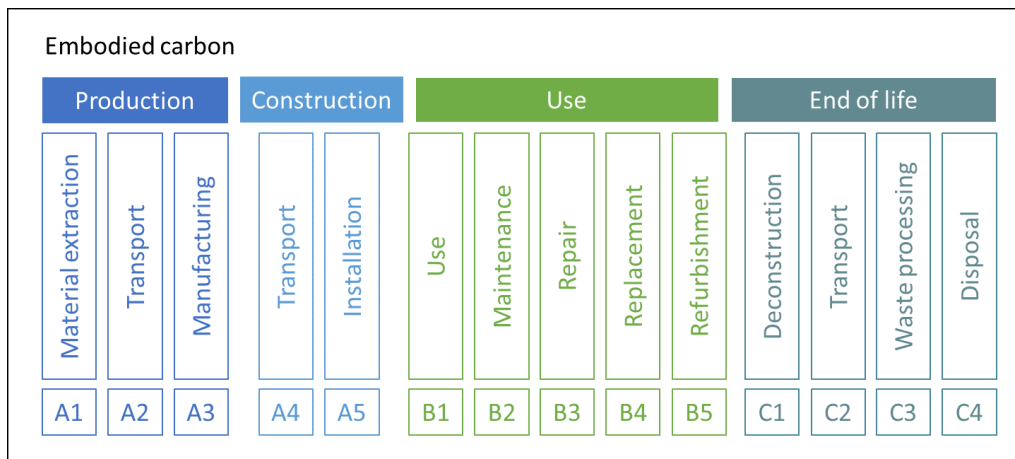 Embodied carbon
Production
Construction
Use
End of life
Material extraction
Transport
Manufacturing
Transport
Installation
Use
Maintenance
Repair
Replacement
Refurbishment
Deconstruction
Transport
Waste processing
Disposal
A1
A2
A3
A4
A5
B1
B2
B3
B4
B5
C1
C2
C3
C4